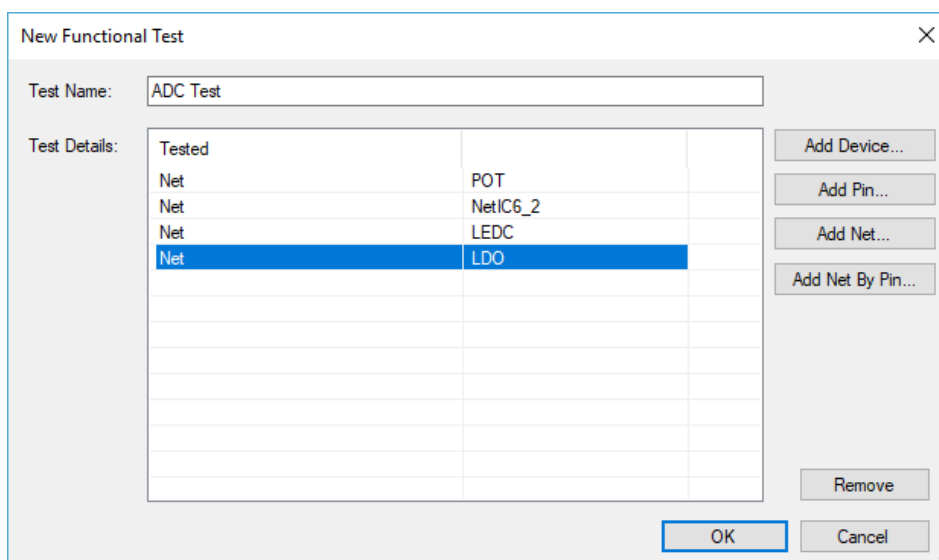 New Functional Test
Test Name: ADC Test
Test Details: Tested Add Device...
Net POT
Add Pin...
Net NetIC6_2
Net LEDC Add Net...
Net LDO
Add Net By Pin...
Remove
OK Cancel